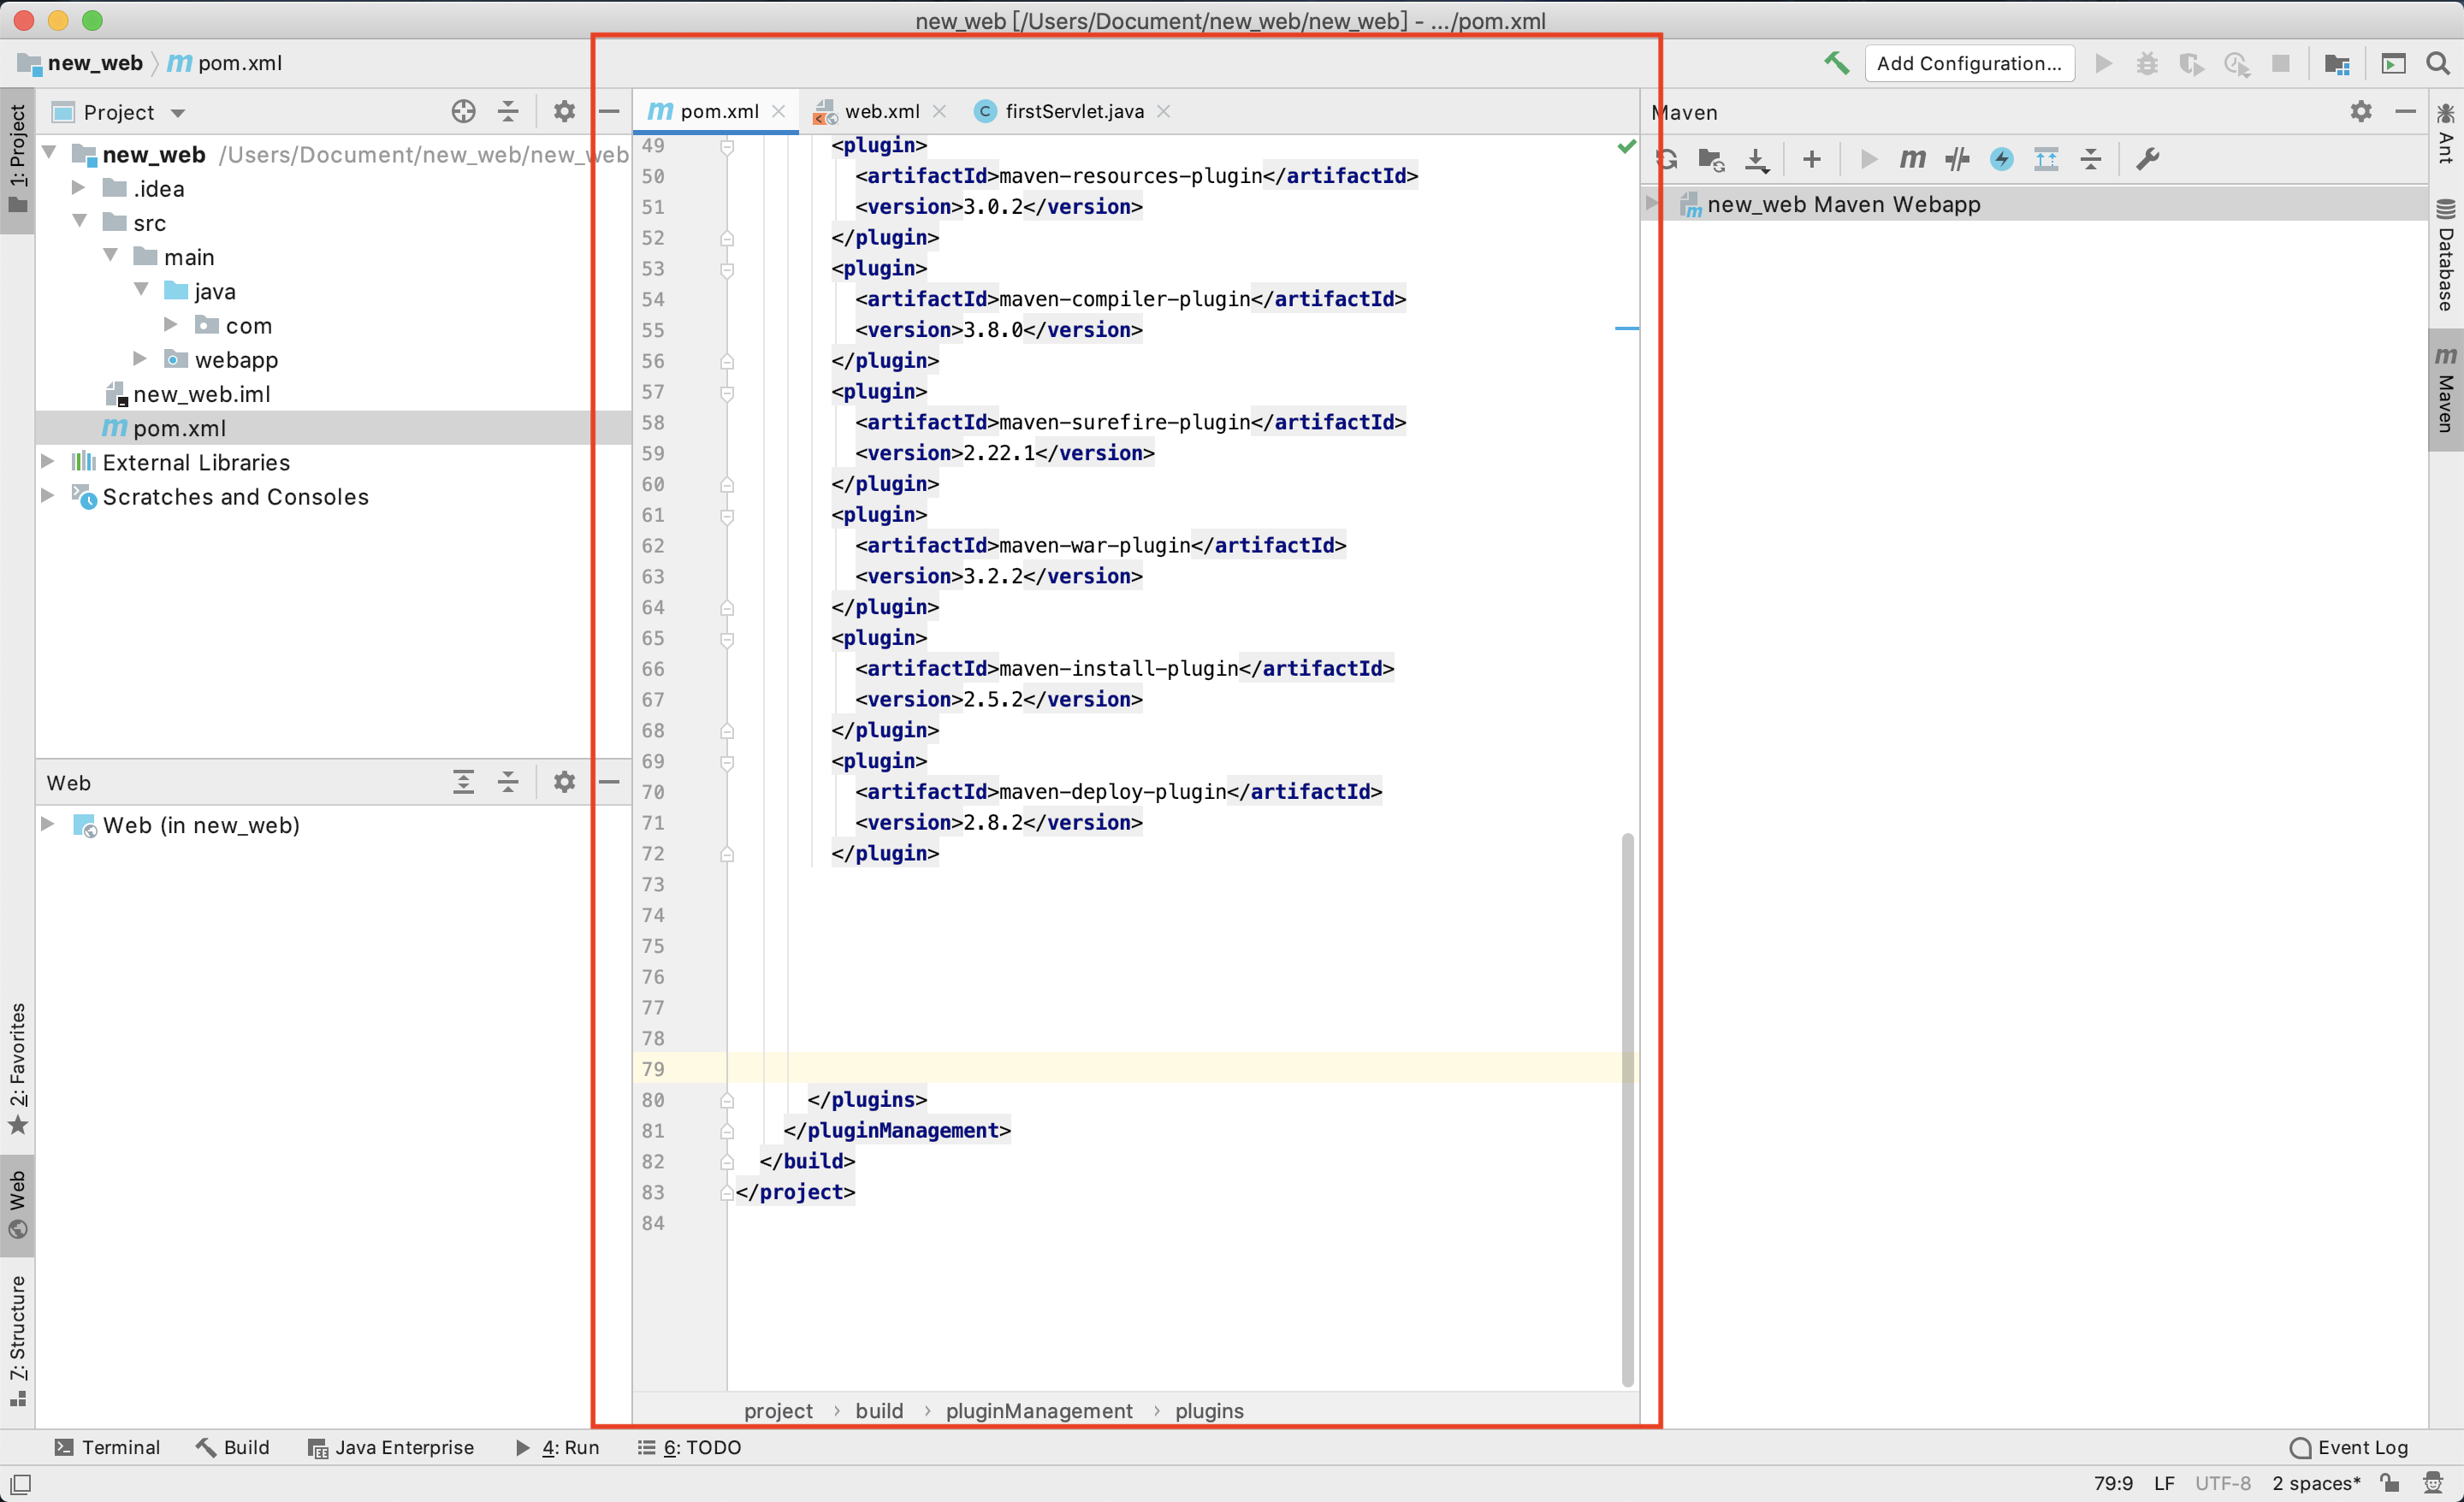 new_web [/Users/Document/new_web/new_web] - .../pom.xml
new_web
m pom.xml
Add Configuration...
1: Project
Project
new_web /Users/Document/new_web/new_web
.idea
src
main
java
com
webapp
new_web.iml
m pom.xml
External Libraries
Scratches and Consoles
Web
Web (in new_web)
2: Favorites
Web
7: Structure
m pom.xml
web.xml
C firstServlet.java
49 <plugin>
50 <artifactId>maven-resources-plugin</artifactId>
51 <version>3.0.2</version>
52 </plugin>
53 <plugin>
54 <artifactId>maven-compiler-plugin</artifactId>
55 <version>3.8.0</version>
56 </plugin>
57 <plugin>
58 <artifactId>maven-surefire-plugin</artifactId>
59 <version>2.22.1</version>
60 </plugin>
61 <plugin>
62 <artifactId>maven-war-plugin</artifactId>
63 <version>3.2.2</version>
64 </plugin>
65 <plugin>
66 <artifactId>maven-install-plugin</artifactId>
67 <version>2.5.2</version>
68 </plugin>
69 <plugin>
70 <artifactId>maven-deploy-plugin</artifactId>
71 <version>2.8.2</version>
72 </plugin>
73
74
75
76
77
78
79
80 </plugins>
81 </pluginManagement>
82 </build>
83 </project>
84
project › build › pluginManagement › plugins
Maven
m
m new_web Maven Webapp
Ant
Database
m Maven
Terminal
Build
Java Enterprise
4: Run
6: TODO
Event Log
79:9 LF UTF-8 2 spaces*